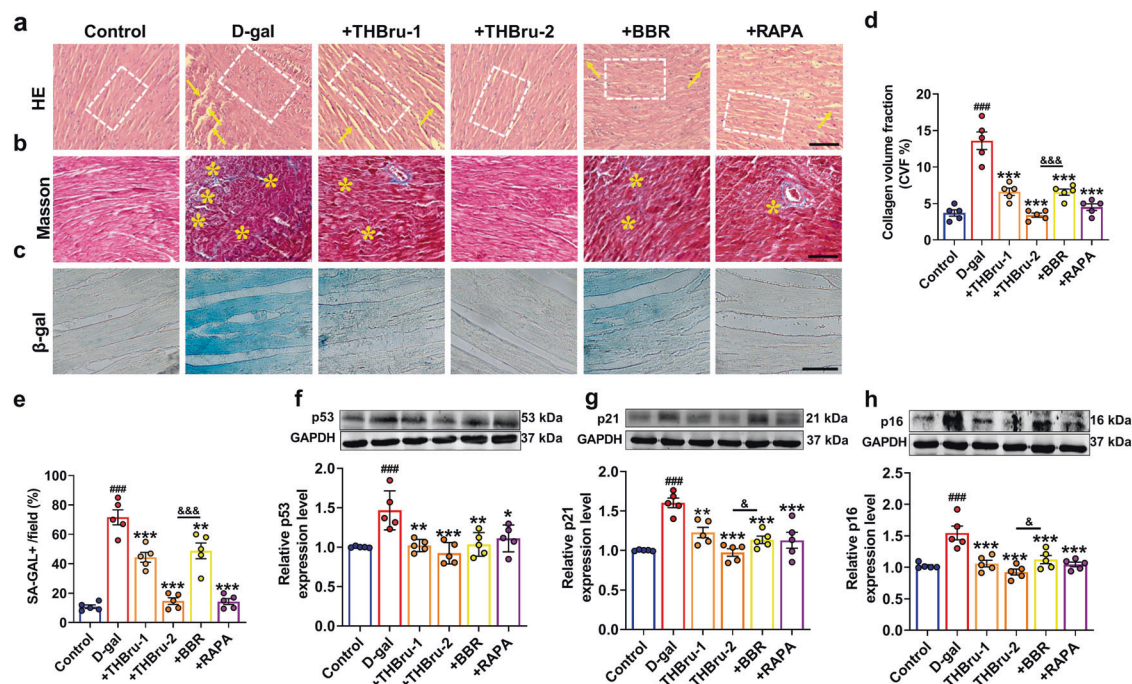 a
Control
D-gal
+THBru-1
+THBru-2
+BBR
+RAPA
HE
b
Masson
c
β-gal
d
Collagen volume fraction
(CVF %)
20
15
10
5
0
###
***
***
&&&
***
***
Control
D-gal
+THBru-1
+THBru-2
+BBR
+RAPA
e
SA-GAL+ /field (%)
100
80
60
40
20
0
###
***
***
&&&
**
***
Control
D-gal
+THBru-1
+THBru-2
+BBR
+RAPA
f
p53
53 kDa
GAPDH
37 kDa
Relative p53
expression level
2.0
1.5
1.0
0.5
0.0
###
**
***
**
*
Control
D-gal
+THBru-1
+THBru-2
+BBR
+RAPA
g
p21
21 kDa
GAPDH
37 kDa
Relative p21
expression level
2.0
1.5
1.0
0.5
0.0
###
**
***
&
***
***
Control
D-gal
THBru-1
THBru-2
+BBR
+RAPA
h
p16
16 kDa
GAPDH
37 kDa
Relative p16
expression level
2.5
2.0
1.5
1.0
0.5
0.0
###
***
***
&
***
***
Control
D-gal
THBru-1
THBru-2
+BBR
+RAPA